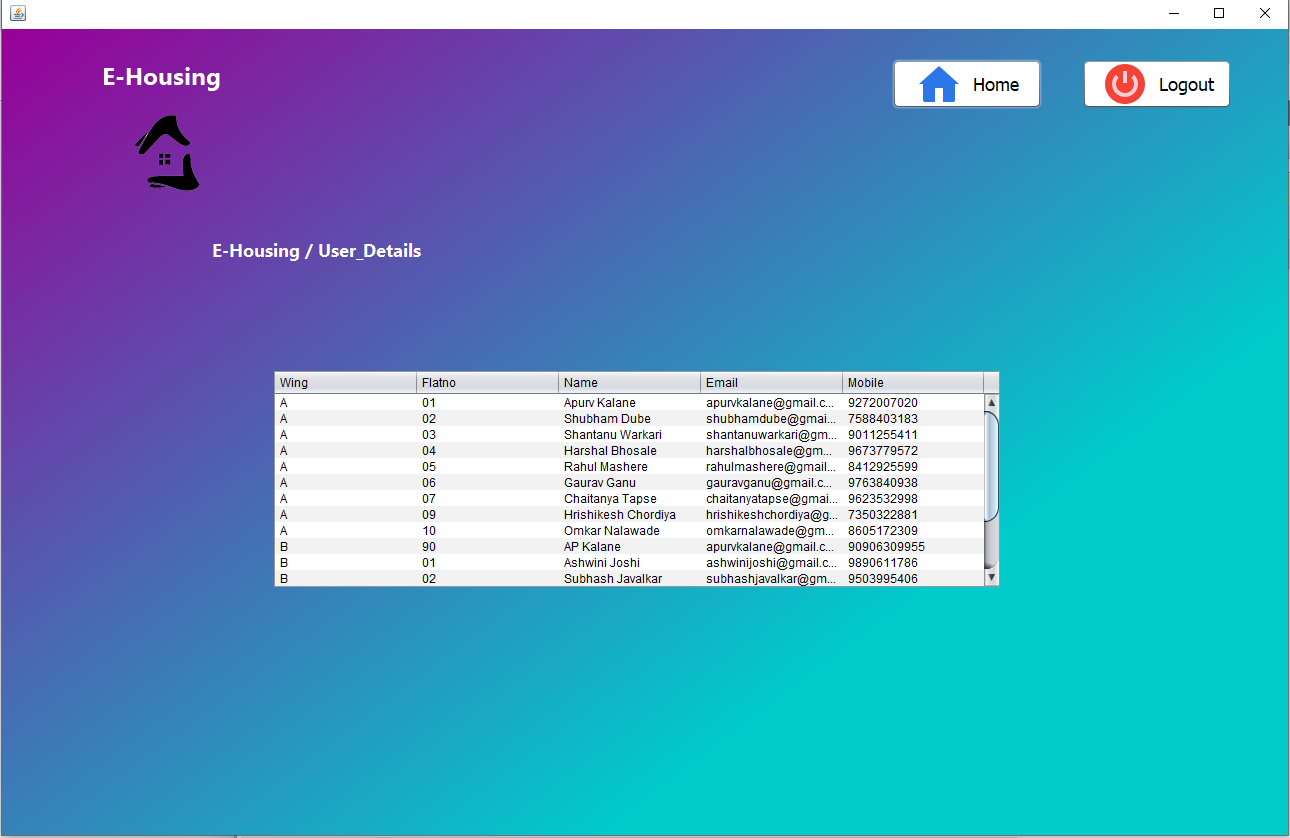 E-Housing
Home
Logout
E-Housing / User_Details
Wing Flatno Name Email Mobile
A 01 Apurv Kalane apurvkalane@gmail.c... 9272007020
A 02 Shubham Dube shubhamdube@gmai... 7588403183
A 03 Shantanu Warkari shantanuwarkari@gm... 9011255411
A 04 Harshal Bhosale harshalbhosale@gm... 9673779572
A 05 Rahul Mashere rahulmashere@gmail... 8412925599
A 06 Gaurav Ganu gauravganu@gmail.c... 9763840938
A 07 Chaitanya Tapse chaitanyatapse@gmai... 9623532998
A 09 Hrishikesh Chordiya hrishikeshchordiya@g... 7350322881
A 10 Omkar Nalawade omkarnalawade@gm... 8605172309
B 90 AP Kalane apurvkalane@gmail.c... 90906309955
B 01 Ashwini Joshi ashwinijoshi@gmail.c... 9890611786
B 02 Subhash Javalkar subhashjavalkar@gm... 9503995406